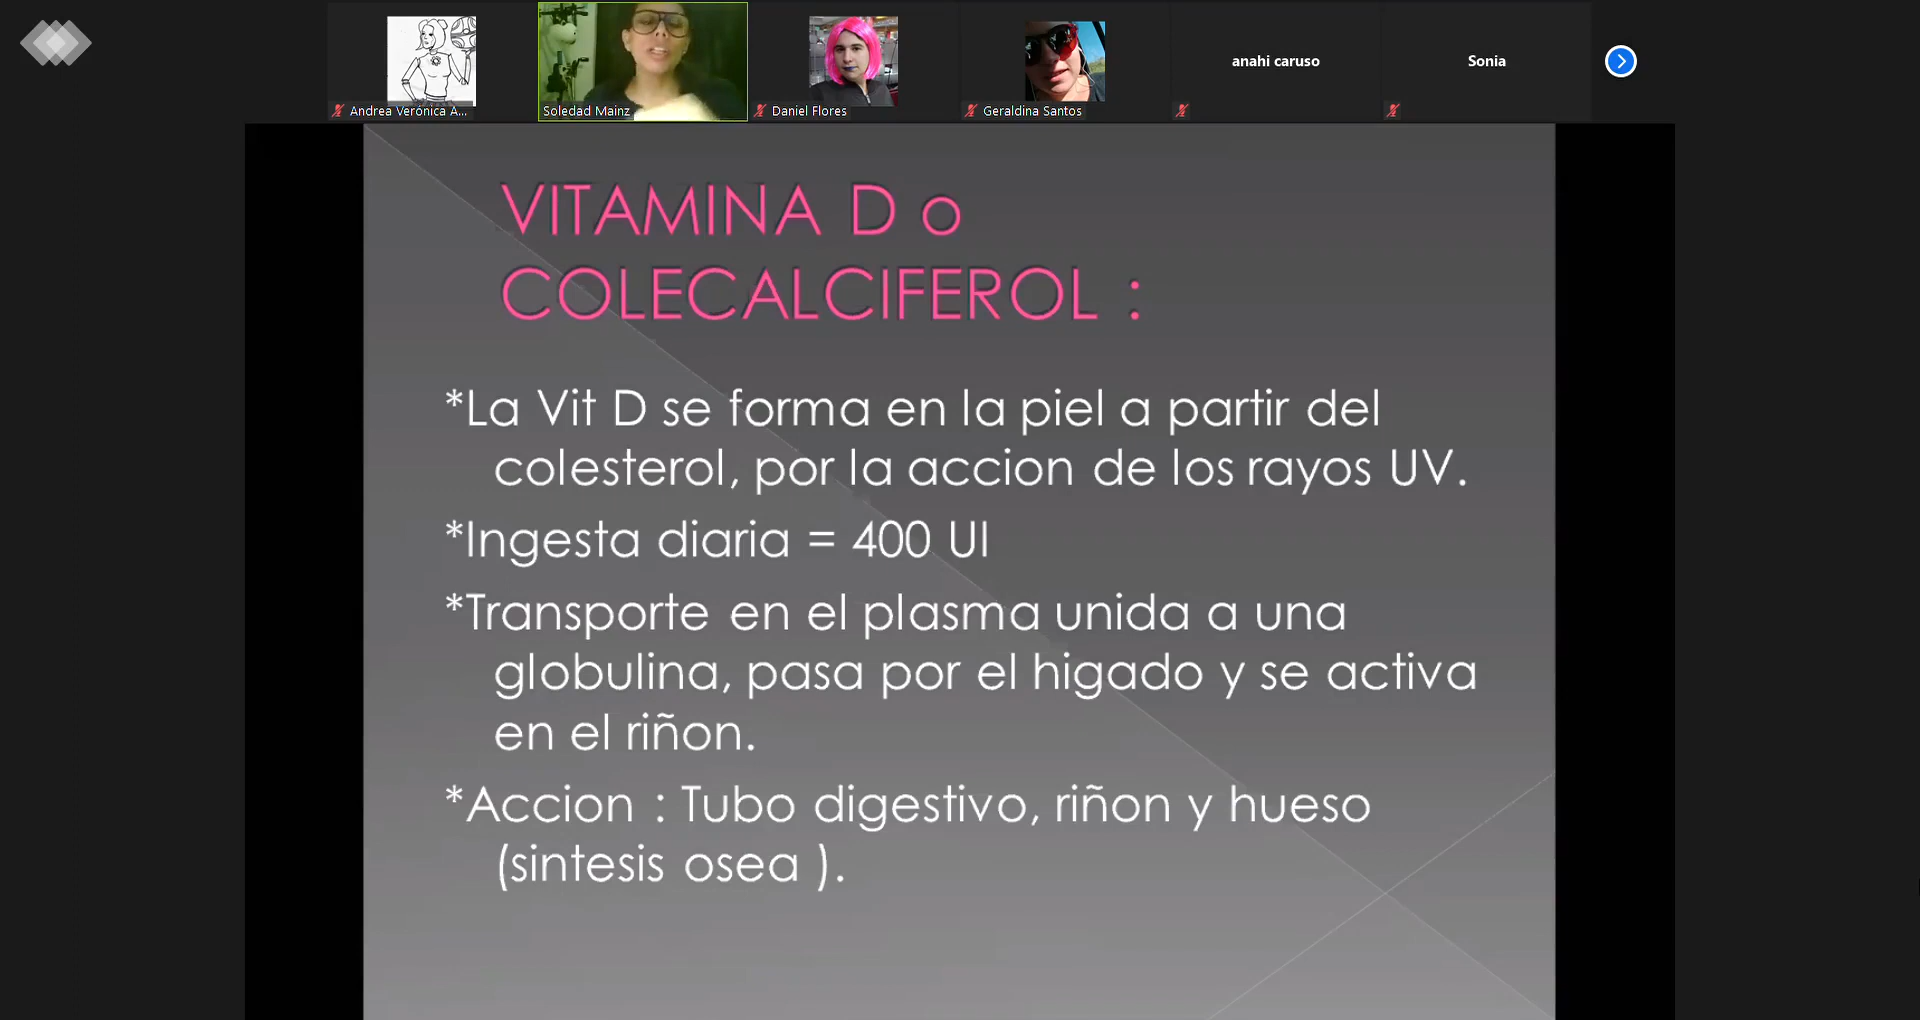 Andrea Verónica A...
Soledad Mainz
Daniel Flores
Geraldina Santos
anahi caruso
Sonia
VITAMINA D o
COLECALCIFEROL :
*La Vit D se forma en la piel a partir del
colesterol, por la accion de los rayos UV.
*Ingesta diaria = 400 UI
*Transporte en el plasma unida a una
globulina, pasa por el higado y se activa
en el riñon.
*Accion : Tubo digestivo, riñon y hueso
(sintesis osea ).